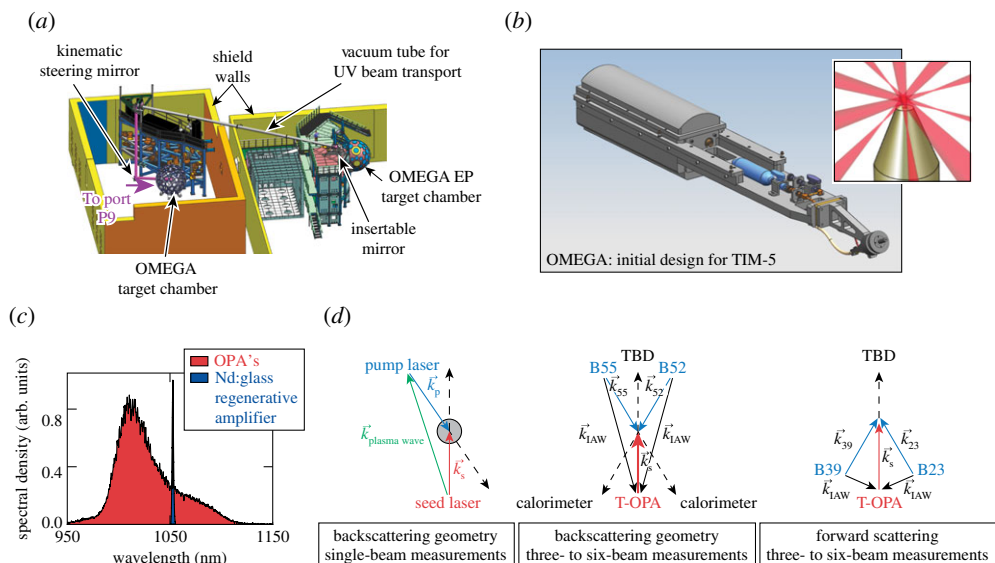 (a)
kinematic
steering mirror
shield
walls
vacuum tube for
UV beam transport
OMEGA EP
target chamber
insertable
mirror
To port
P9
OMEGA
target chamber
(b)
OMEGA: initial design for TIM-5
(c)
spectral density (arb. units)
0.8
0.4
0.0
950
1050
1150
wavelength (nm)
OPA's
Nd:glass
regenerative
amplifier
(d)
pump laser
k⃗p
k⃗plasma wave
k⃗s
seed laser
backscattering geometry
single-beam measurements
TBD
B55
B52
k⃗55
k⃗52
k⃗IAW
k⃗IAW
k⃗s
calorimeter
T-OPA
calorimeter
backscattering geometry
three- to six-beam measurements
TBD
k⃗39
k⃗23
k⃗s
B39
B23
k⃗IAW
k⃗IAW
T-OPA
forward scattering
three- to six-beam measurements